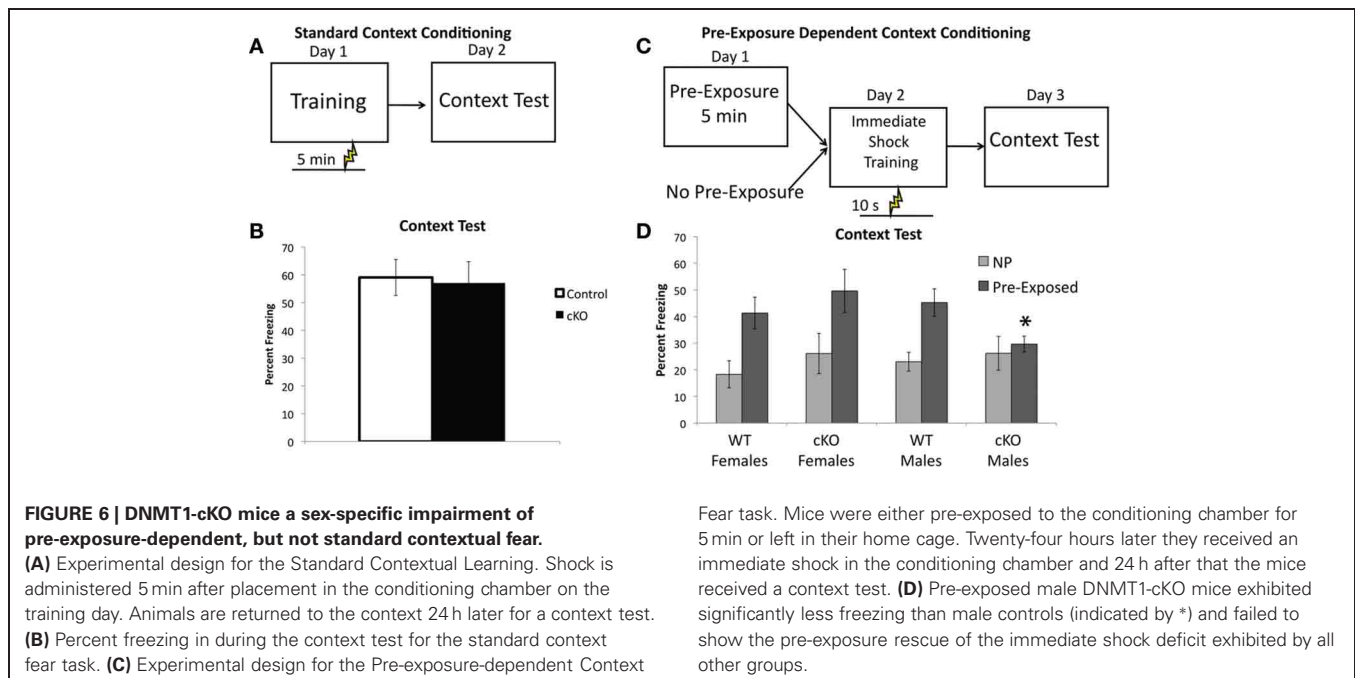 A
Standard Context Conditioning
Day 1
Day 2
Training
Context Test
5 min
B
Context Test
70
60
50
40
30
20
10
0
Percent Freezing
Control
cKO
C
Pre-Exposure Dependent Context Conditioning
Day 1
Pre-Exposure
5 min
No Pre-Exposure
Day 2
Immediate
Shock
Training
10 s
Day 3
Context Test
D
Context Test
70
60
50
40
30
20
10
0
Percent Freezing
NP
Pre-Exposed
*
WT
Females
cKO
Females
WT
Males
cKO
Males
FIGURE 6 | DNMT1-cKO mice a sex-specific impairment of
pre-exposure-dependent, but not standard contextual fear.
(A) Experimental design for the Standard Contextual Learning. Shock is
administered 5 min after placement in the conditioning chamber on the
training day. Animals are returned to the context 24 h later for a context test.
(B) Percent freezing in during the context test for the standard context
fear task. (C) Experimental design for the Pre-exposure-dependent Context
Fear task. Mice were either pre-exposed to the conditioning chamber for
5 min or left in their home cage. Twenty-four hours later they received an
immediate shock in the conditioning chamber and 24 h after that the mice
received a context test. (D) Pre-exposed male DNMT1-cKO mice exhibited
significantly less freezing than male controls (indicated by *) and failed to
show the pre-exposure rescue of the immediate shock deficit exhibited by all
other groups.